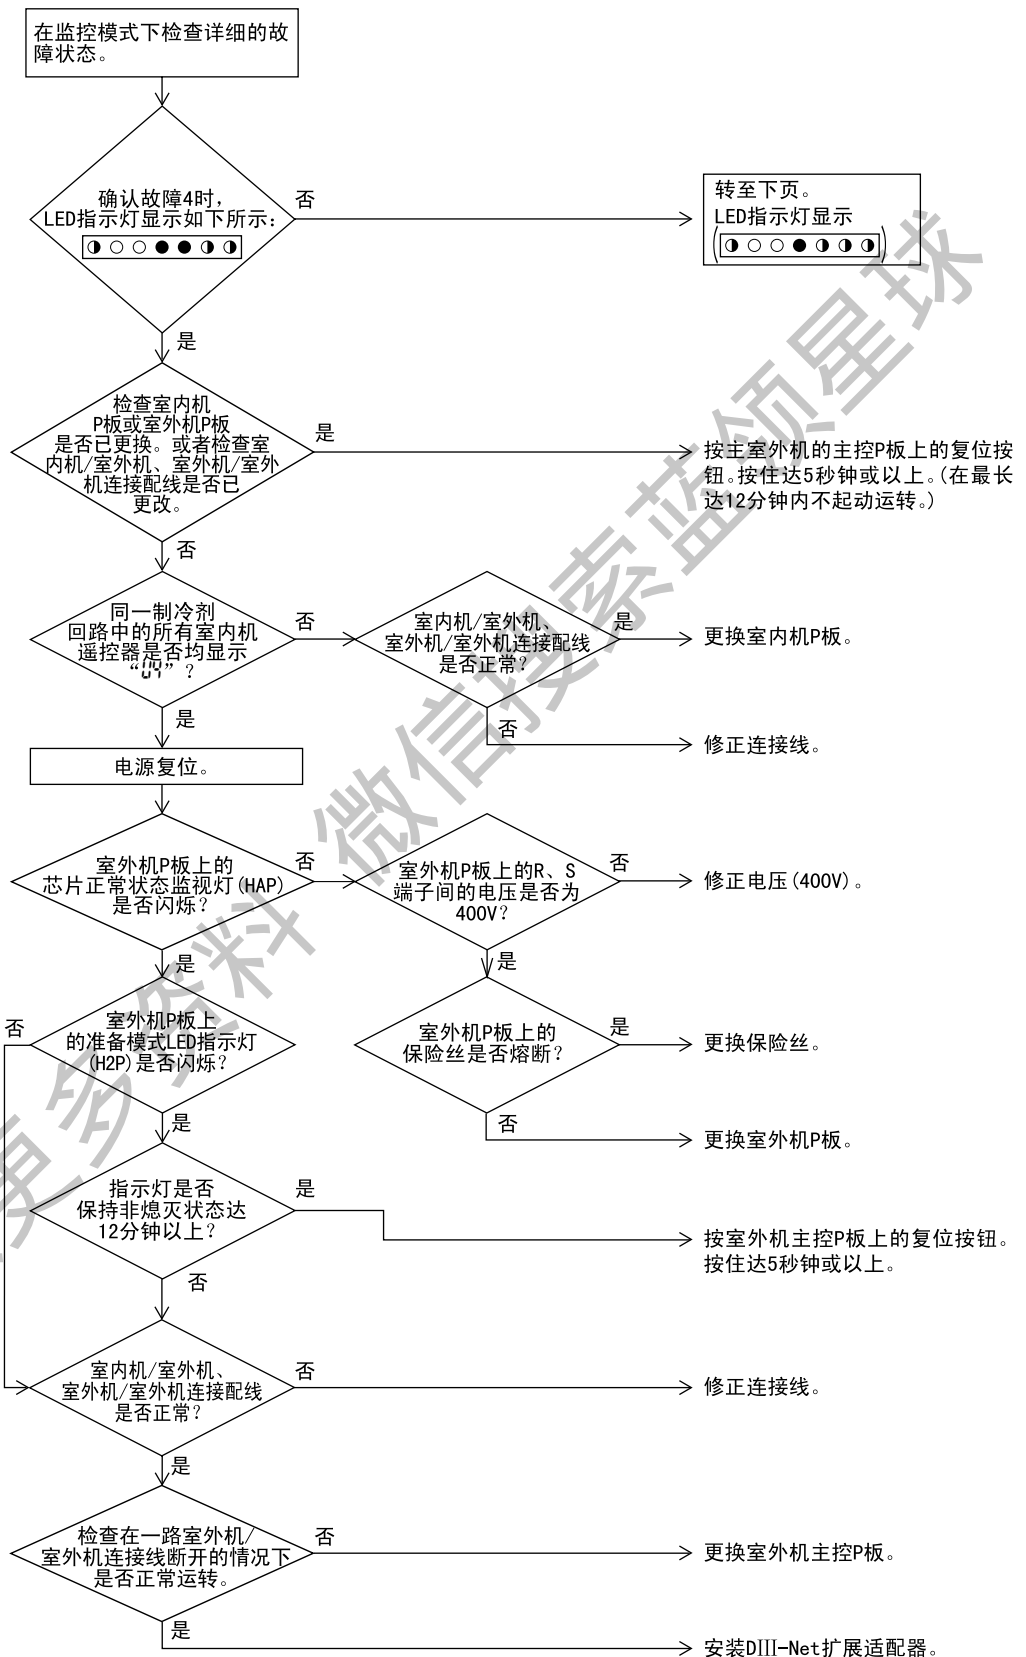 在监控模式下检查详细的故
障状态。
确认故障4时，
LED指示灯显示如下所示：
否
转至下页。
LED指示灯显示
是
检查室内机
P板或室外机P板
是否已更换。或者检查室
内机/室外机、室外机/室外
机连接配线是否已
更改。
是
按主室外机的主控P板上的复位按
钮。按住达5秒钟或以上。(在最长
达12分钟内不起动运转。)
否
同一制冷剂
回路中的所有室内机
遥控器是否均显示
“U4”？
否
室内机/室外机、
室外机/室外机连接配线
是否正常？
是
更换室内机P板。
否
修正连接线。
是
电源复位。
室外机P板上的
芯片正常状态监视灯(HAP)
是否闪烁？
否
室外机P板上的R、S
端子间的电压是否为
400V？
否
修正电压(400V)。
是
是
室外机P板上
的准备模式LED指示灯
(H2P)是否闪烁？
否
室外机P板上的
保险丝是否熔断？
是
更换保险丝。
否
更换室外机P板。
是
指示灯是否
保持非熄灭状态达
12分钟以上？
是
按室外机主控P板上的复位按钮。
按住达5秒钟或以上。
否
室内机/室外机、
室外机/室外机连接配线
是否正常？
否
修正连接线。
是
检查在一路室外机/
室外机连接线断开的情况下
是否正常运转。
否
更换室外机主控P板。
是
安装DIII-Net扩展适配器。
更多资料 微信搜索蓝领星球